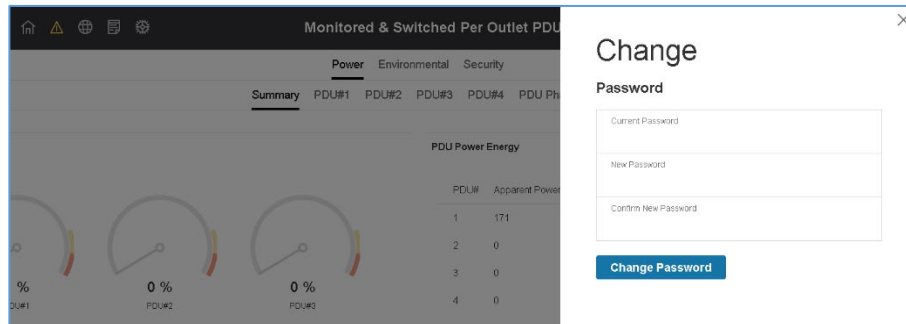 Monitored & Switched Per Outlet PDU
Power Environmental Security
Summary PDU#1 PDU#2 PDU#3 PDU#4 PDU Ph
PDU Power Energy
PDU# Apparent Power
1 171
2 0
3 0
4 0
% 0 % 0 %
PDU#2 PDU#3
Change
Password
Current Password
New Password
Confirm New Password
Change Password